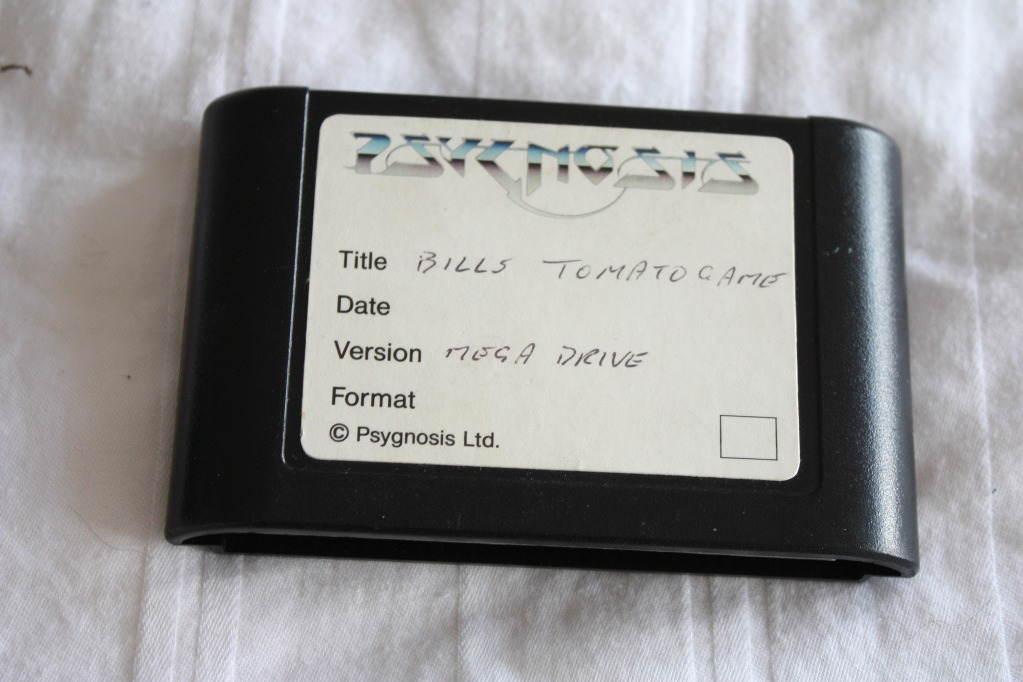 PSYGNOSIS
Title BILLS TOMATO GAME
Date
Version MEGA DRIVE
Format
© Psygnosis Ltd.